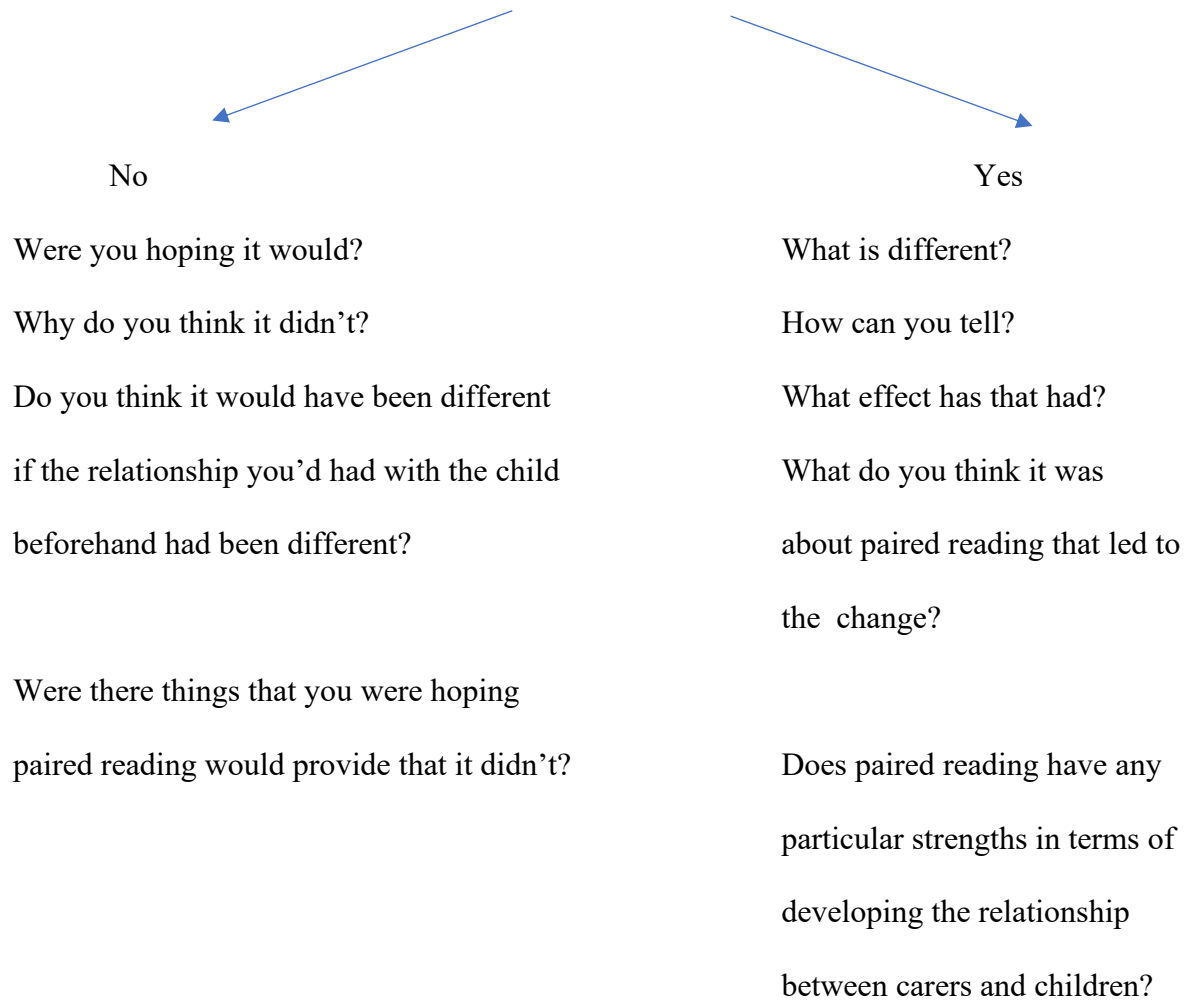 No
Were you hoping it would?
Why do you think it didn’t?
Do you think it would have been different
if the relationship you’d had with the child
beforehand had been different?
Were there things that you were hoping
paired reading would provide that it didn’t?
Yes
What is different?
How can you tell?
What effect has that had?
What do you think it was
about paired reading that led to
the  change?
Does paired reading have any
particular strengths in terms of
developing the relationship
between carers and children?